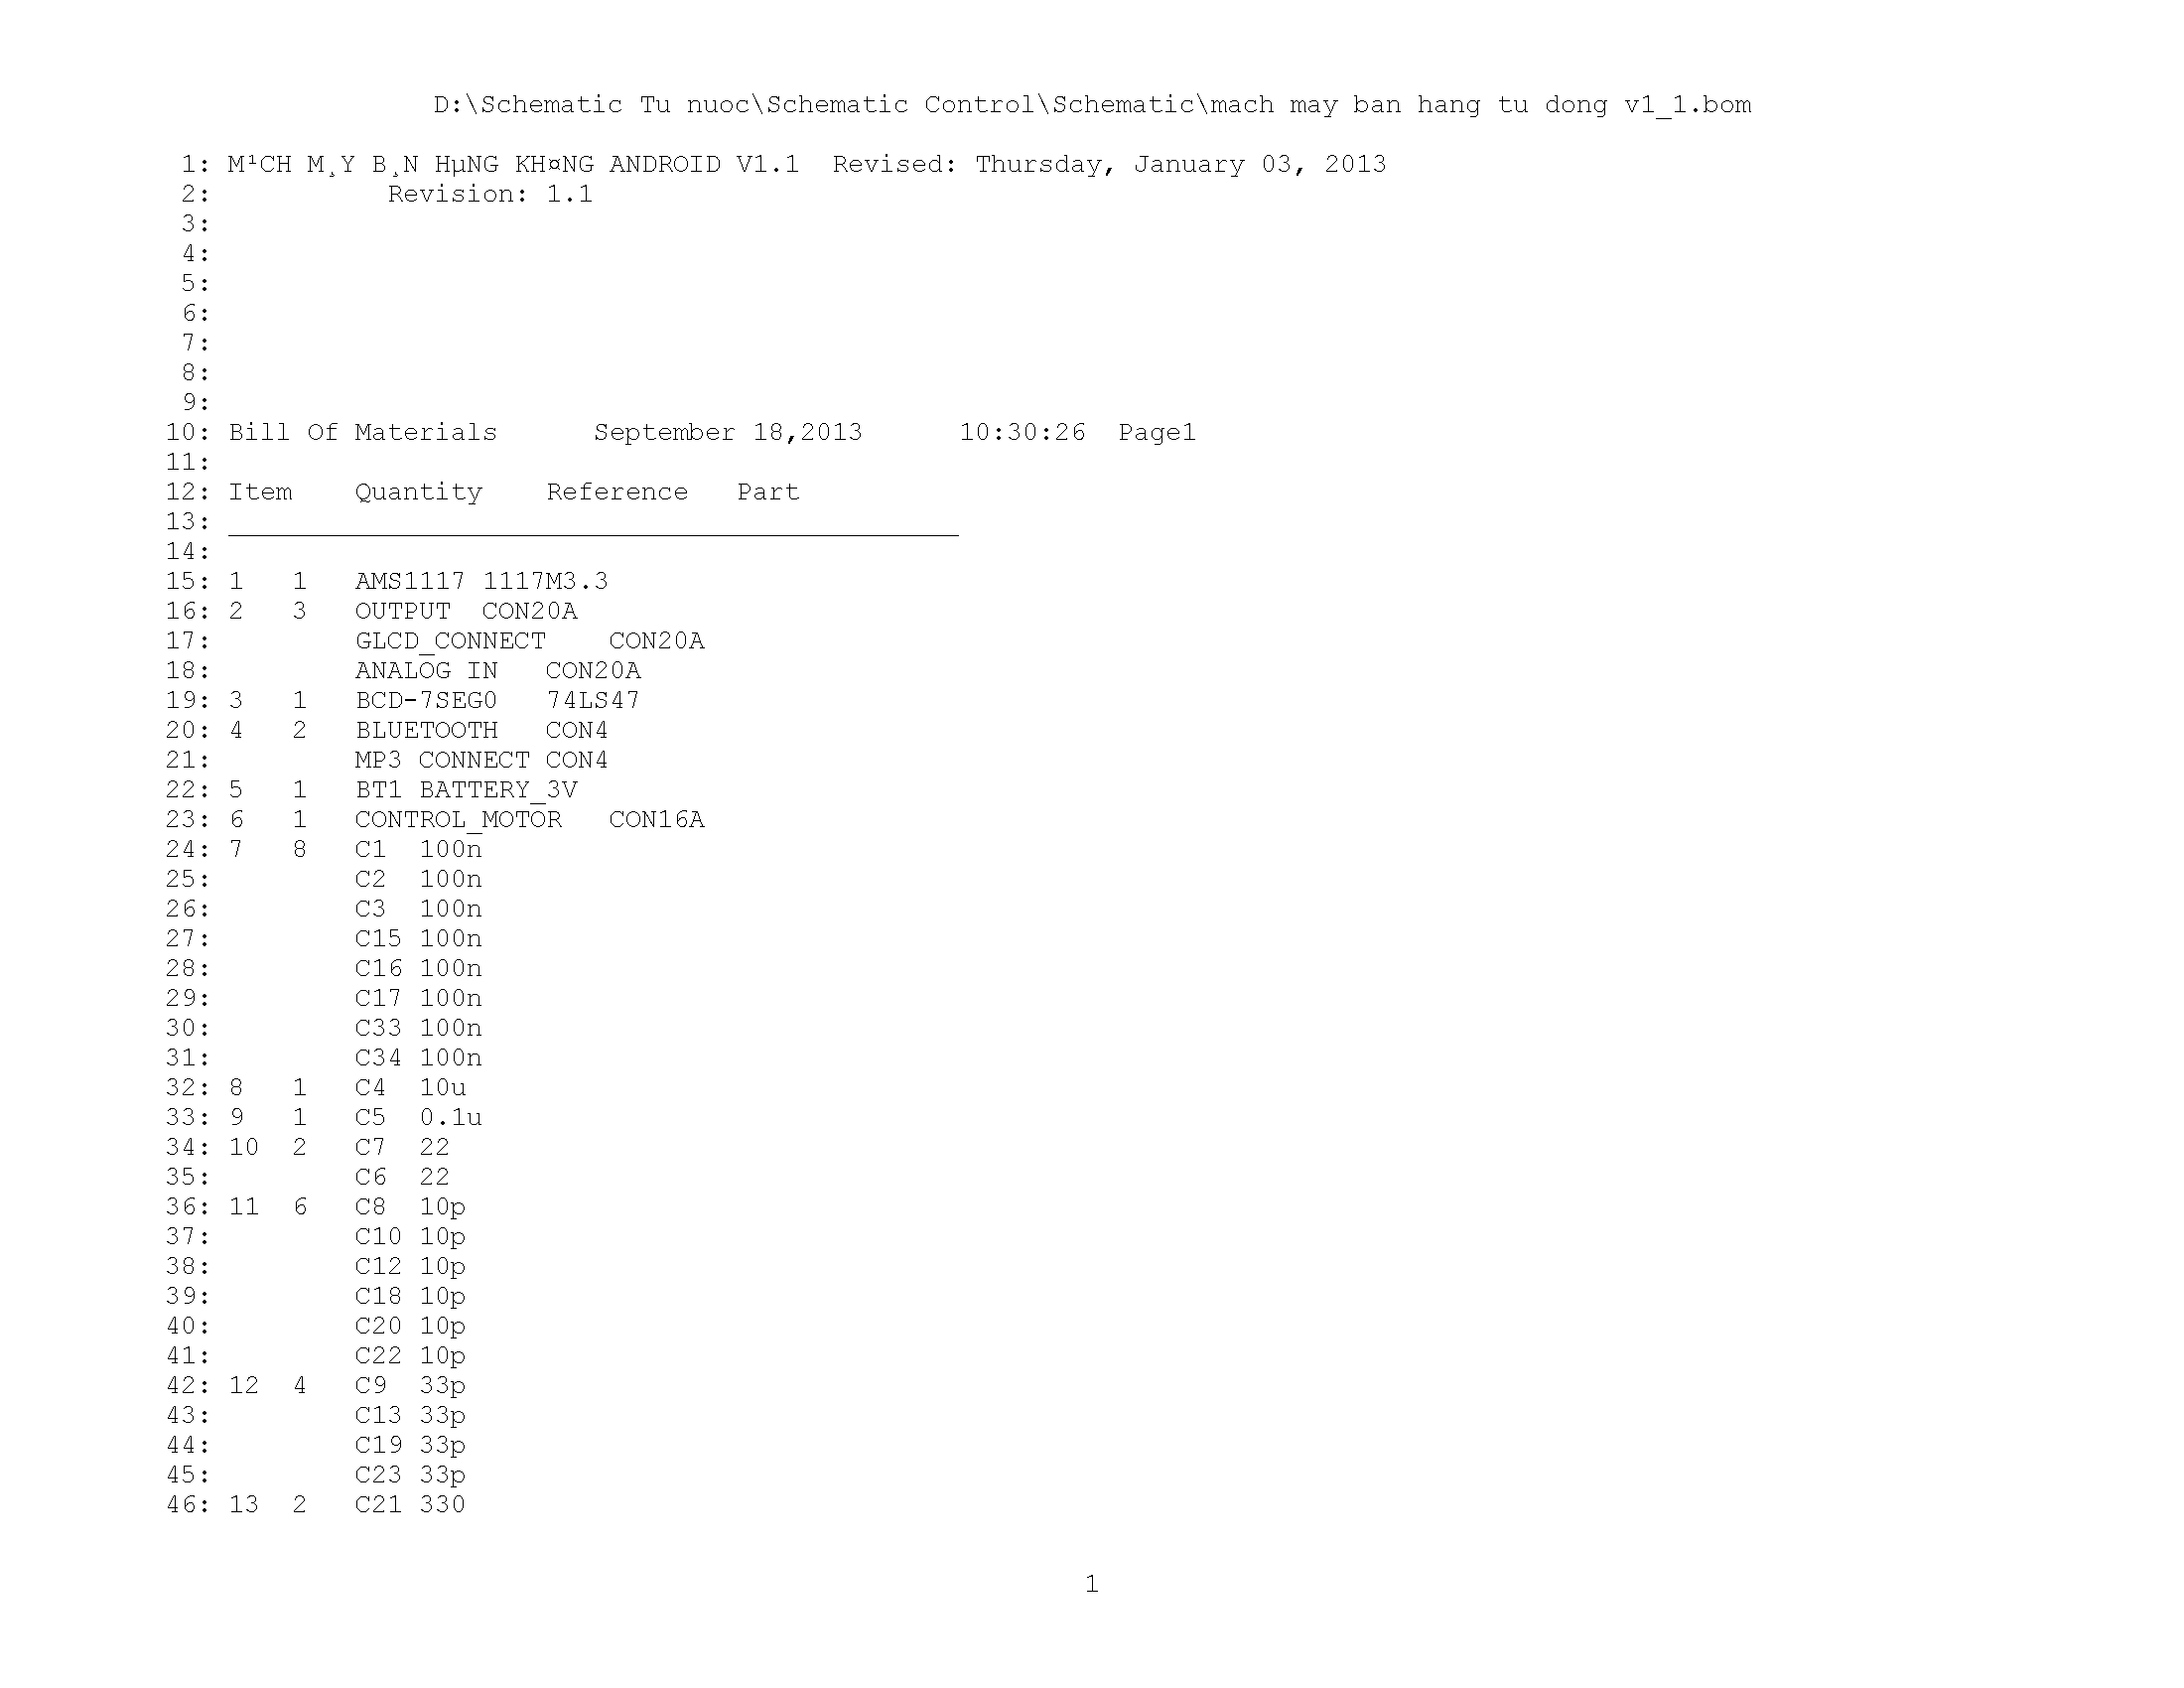 D:\Schematic Tu nuoc\Schematic Control\Schematic\mach may ban hang tu dong v1_1.bom
1: M¹CH M¸Y B¸N HµNG KH¤NG ANDROID V1.1  Revised: Thursday, January 03, 2013
2:           Revision: 1.1
3:
4:
5:
6:
7:
8:
9:
10: Bill Of Materials      September 18,2013      10:30:26  Page1
11:
12: Item    Quantity    Reference   Part
13: ______________________________________________
14:
15: 1   1   AMS1117 1117M3.3
16: 2   3   OUTPUT  CON20A
17:         GLCD_CONNECT    CON20A
18:         ANALOG IN   CON20A
19: 3   1   BCD-7SEG0   74LS47
20: 4   2   BLUETOOTH   CON4
21:         MP3 CONNECT CON4
22: 5   1   BT1 BATTERY_3V
23: 6   1   CONTROL_MOTOR   CON16A
24: 7   8   C1  100n
25:         C2  100n
26:         C3  100n
27:         C15 100n
28:         C16 100n
29:         C17 100n
30:         C33 100n
31:         C34 100n
32: 8   1   C4  10u
33: 9   1   C5  0.1u
34: 10  2   C7  22
35:         C6  22
36: 11  6   C8  10p
37:         C10 10p
38:         C12 10p
39:         C18 10p
40:         C20 10p
41:         C22 10p
42: 12  4   C9  33p
43:         C13 33p
44:         C19 33p
45:         C23 33p
46: 13  2   C21 330
1